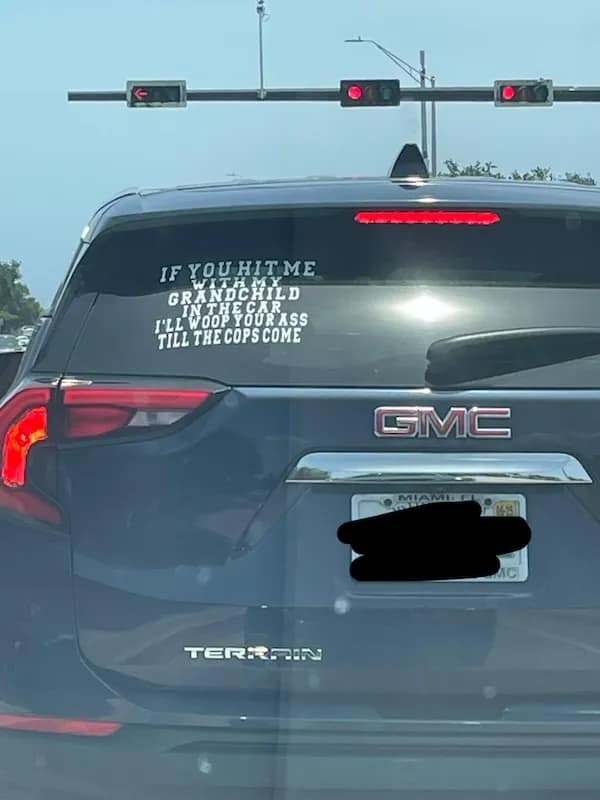 IF YOU HIT ME
WITH MY
GRANDCHILD
IN THE CAR
I'LL WOOP YOUR ASS
TILL THE COPS COME
GMC
MIAMI FL
TERRAIN